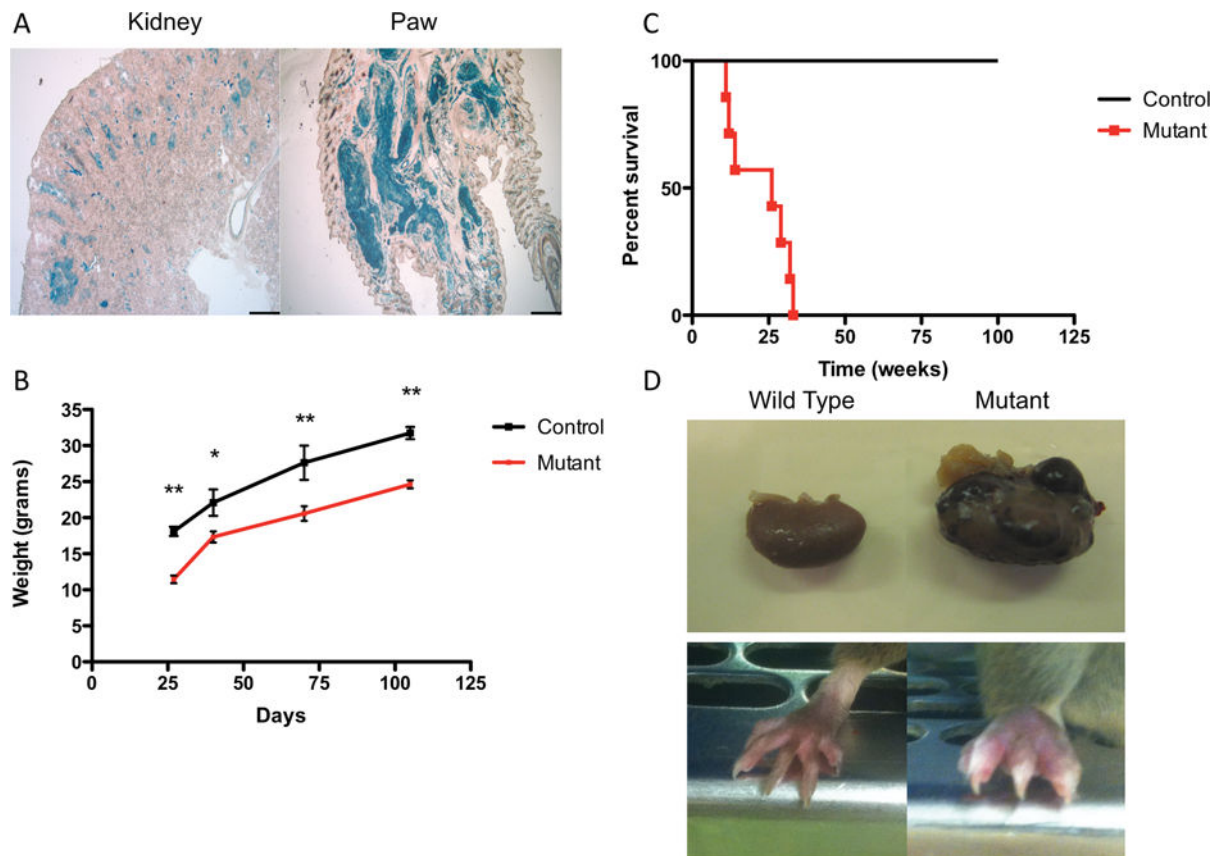 A
Kidney Paw
B
35
30
25
20
15
10
5
0
Weight (grams)
** * ** **
Control
Mutant
0 25 50 75 100 125
Days
C
100
50
0
Percent survival
Control
Mutant
0 25 50 75 100 125
Time (weeks)
D
Wild Type Mutant